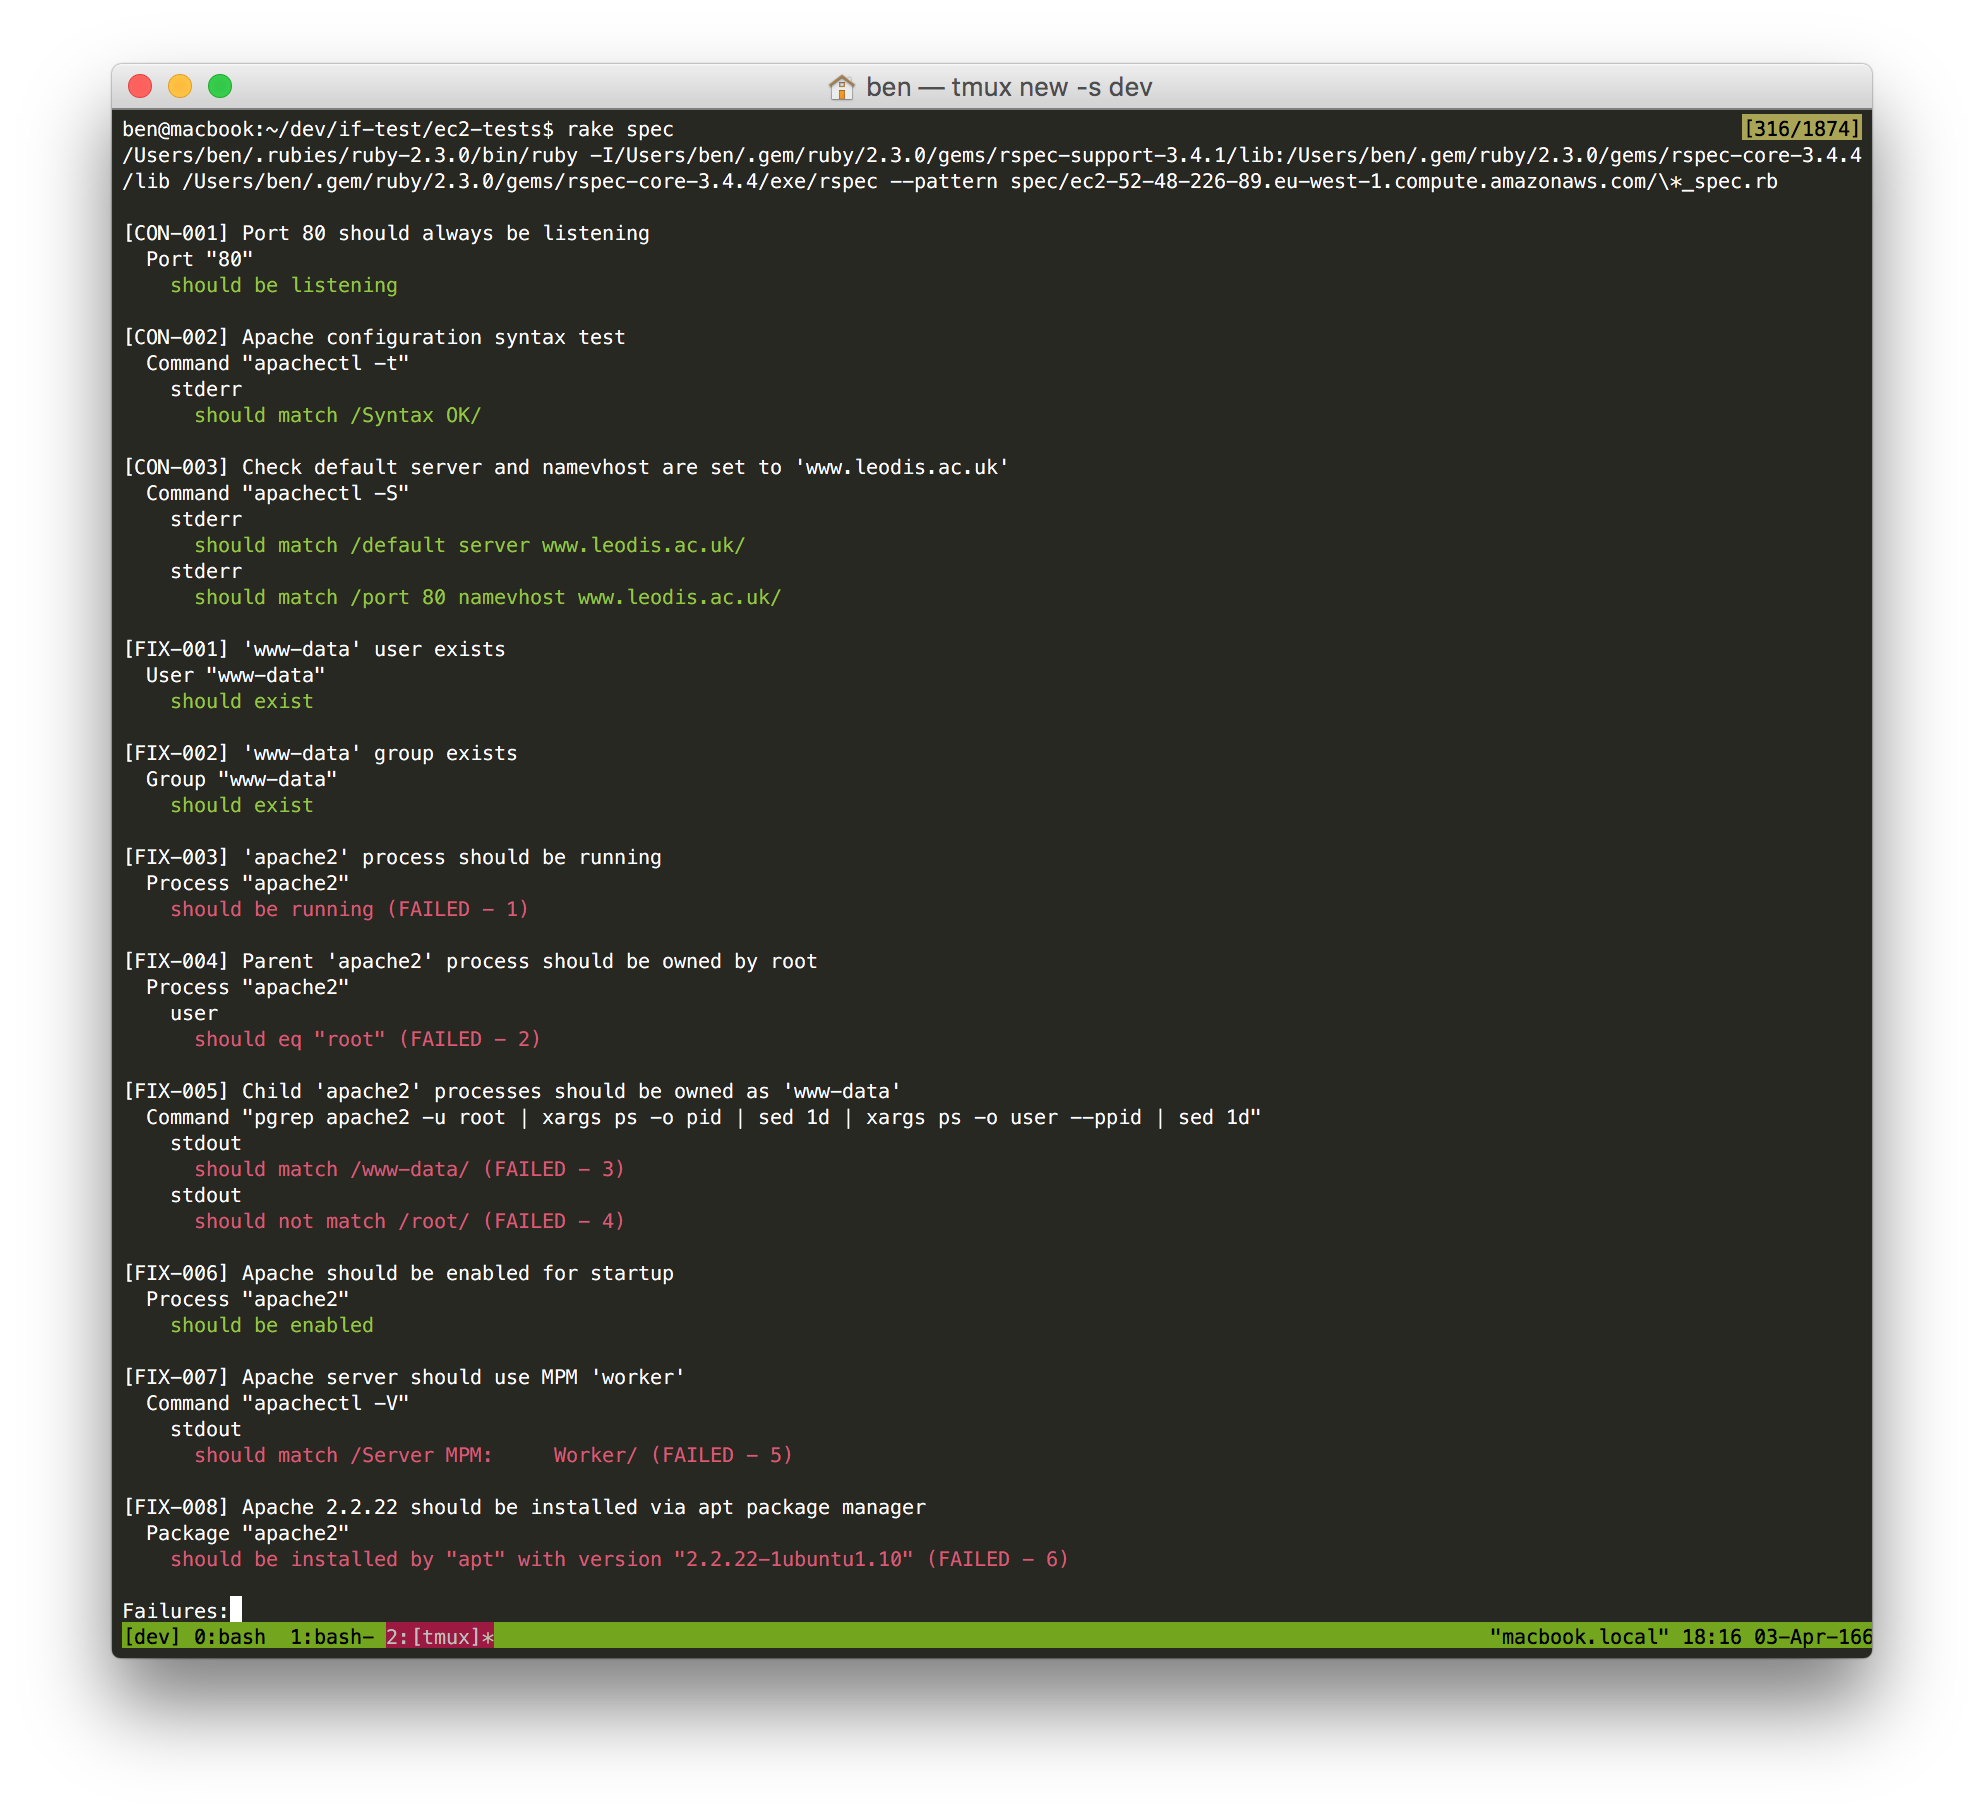 ben — tmux new -s dev
ben@macbook:~/dev/if-test/ec2-tests$ rake spec [316/1874]
/Users/ben/.rubies/ruby-2.3.0/bin/ruby -I/Users/ben/.gem/ruby/2.3.0/gems/rspec-support-3.4.1/lib:/Users/ben/.gem/ruby/2.3.0/gems/rspec-core-3.4.4
/lib /Users/ben/.gem/ruby/2.3.0/gems/rspec-core-3.4.4/exe/rspec --pattern spec/ec2-52-48-226-89.eu-west-1.compute.amazonaws.com/\*_spec.rb
[CON-001] Port 80 should always be listening
Port "80"
should be listening
[CON-002] Apache configuration syntax test
Command "apachectl -t"
stderr
should match /Syntax OK/
[CON-003] Check default server and namevhost are set to 'www.leodis.ac.uk'
Command "apachectl -S"
stderr
should match /default server www.leodis.ac.uk/
stderr
should match /port 80 namevhost www.leodis.ac.uk/
[FIX-001] 'www-data' user exists
User "www-data"
should exist
[FIX-002] 'www-data' group exists
Group "www-data"
should exist
[FIX-003] 'apache2' process should be running
Process "apache2"
should be running (FAILED - 1)
[FIX-004] Parent 'apache2' process should be owned by root
Process "apache2"
user
should eq "root" (FAILED - 2)
[FIX-005] Child 'apache2' processes should be owned as 'www-data'
Command "pgrep apache2 -u root | xargs ps -o pid | sed 1d | xargs ps -o user --ppid | sed 1d"
stdout
should match /www-data/ (FAILED - 3)
stdout
should not match /root/ (FAILED - 4)
[FIX-006] Apache should be enabled for startup
Process "apache2"
should be enabled
[FIX-007] Apache server should use MPM 'worker'
Command "apachectl -V"
stdout
should match /Server MPM:     Worker/ (FAILED - 5)
[FIX-008] Apache 2.2.22 should be installed via apt package manager
Package "apache2"
should be installed by "apt" with version "2.2.22-1ubuntu1.10" (FAILED - 6)
Failures:
[dev] 0:bash  1:bash- 2:[tmux]* "macbook.local" 18:16 03-Apr-166